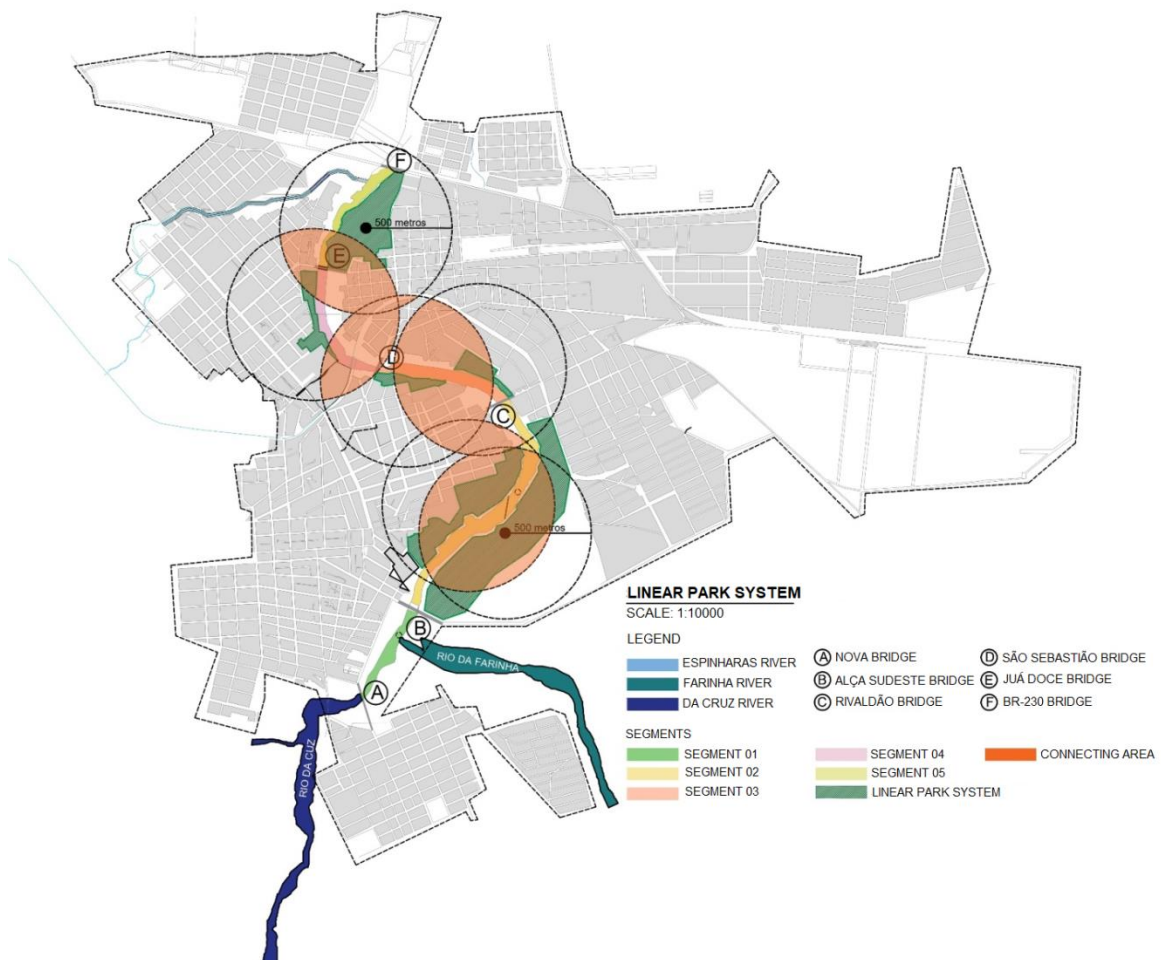 F
500 metros
E
D
C
500 metros
B
RIO DA FARINHA
A
RIO DA CUZ
LINEAR PARK SYSTEM
SCALE: 1:10000
LEGEND
ESPINHARAS RIVER
FARINHA RIVER
DA CRUZ RIVER
A NOVA BRIDGE
B ALÇA SUDESTE BRIDGE
C RIVALDÃO BRIDGE
D SÃO SEBASTIÃO BRIDGE
E JUÁ DOCE BRIDGE
F BR-230 BRIDGE
SEGMENTS
SEGMENT 01
SEGMENT 02
SEGMENT 03
SEGMENT 04
SEGMENT 05
LINEAR PARK SYSTEM
CONNECTING AREA